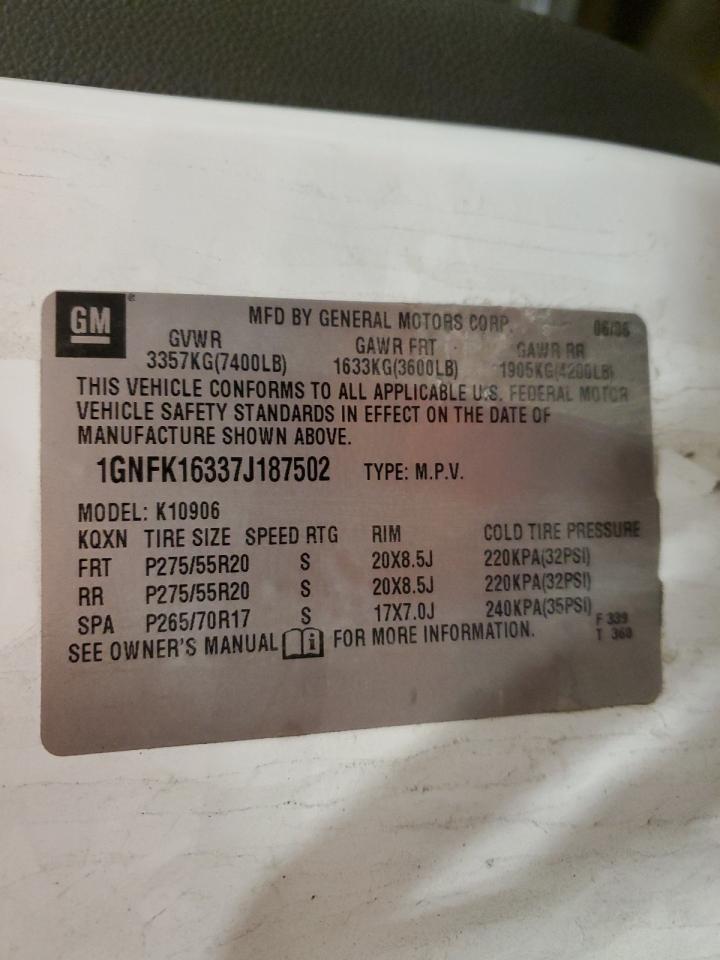 GM
MFD BY GENERAL MOTORS CORP. 06/06
GVWR GAWR FRT GAWR RR
3357KG(7400LB) 1633KG(3600LB) 1905KG(4200LB)
THIS VEHICLE CONFORMS TO ALL APPLICABLE U.S. FEDERAL MOTOR
VEHICLE SAFETY STANDARDS IN EFFECT ON THE DATE OF
MANUFACTURE SHOWN ABOVE.
1GNFK16337J187502 TYPE: M.P.V.
MODEL: K10906
KQXN TIRE SIZE SPEED RTG RIM COLD TIRE PRESSURE
FRT P275/55R20 S 20X8.5J 220KPA(32PSI)
RR P275/55R20 S 20X8.5J 220KPA(32PSI)
SPA P265/70R17 S 17X7.0J 240KPA(35PSI)
F 339
T 360
SEE OWNER'S MANUAL i FOR MORE INFORMATION.